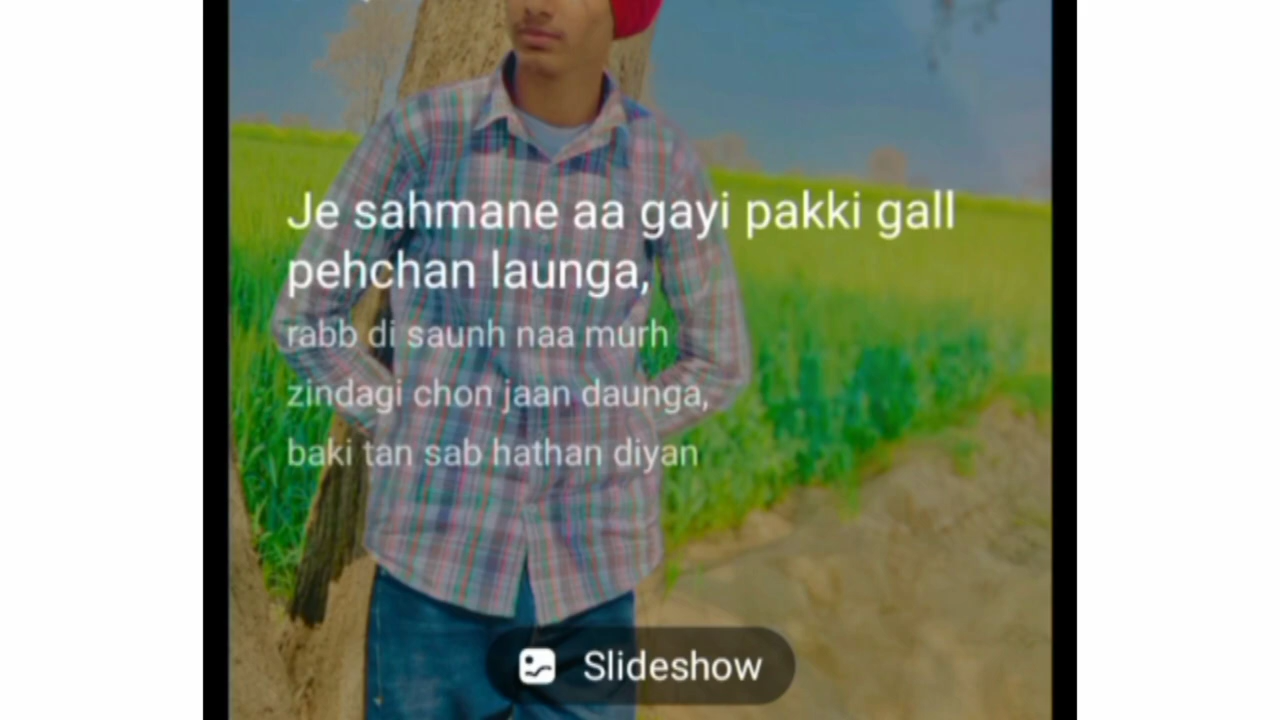 Je sahmane aa gayi pakki gall
pehchan launga,
rabb di saunh naa murh
zindagi chon jaan daunga,
baki tan sab hathan diyan
Slideshow